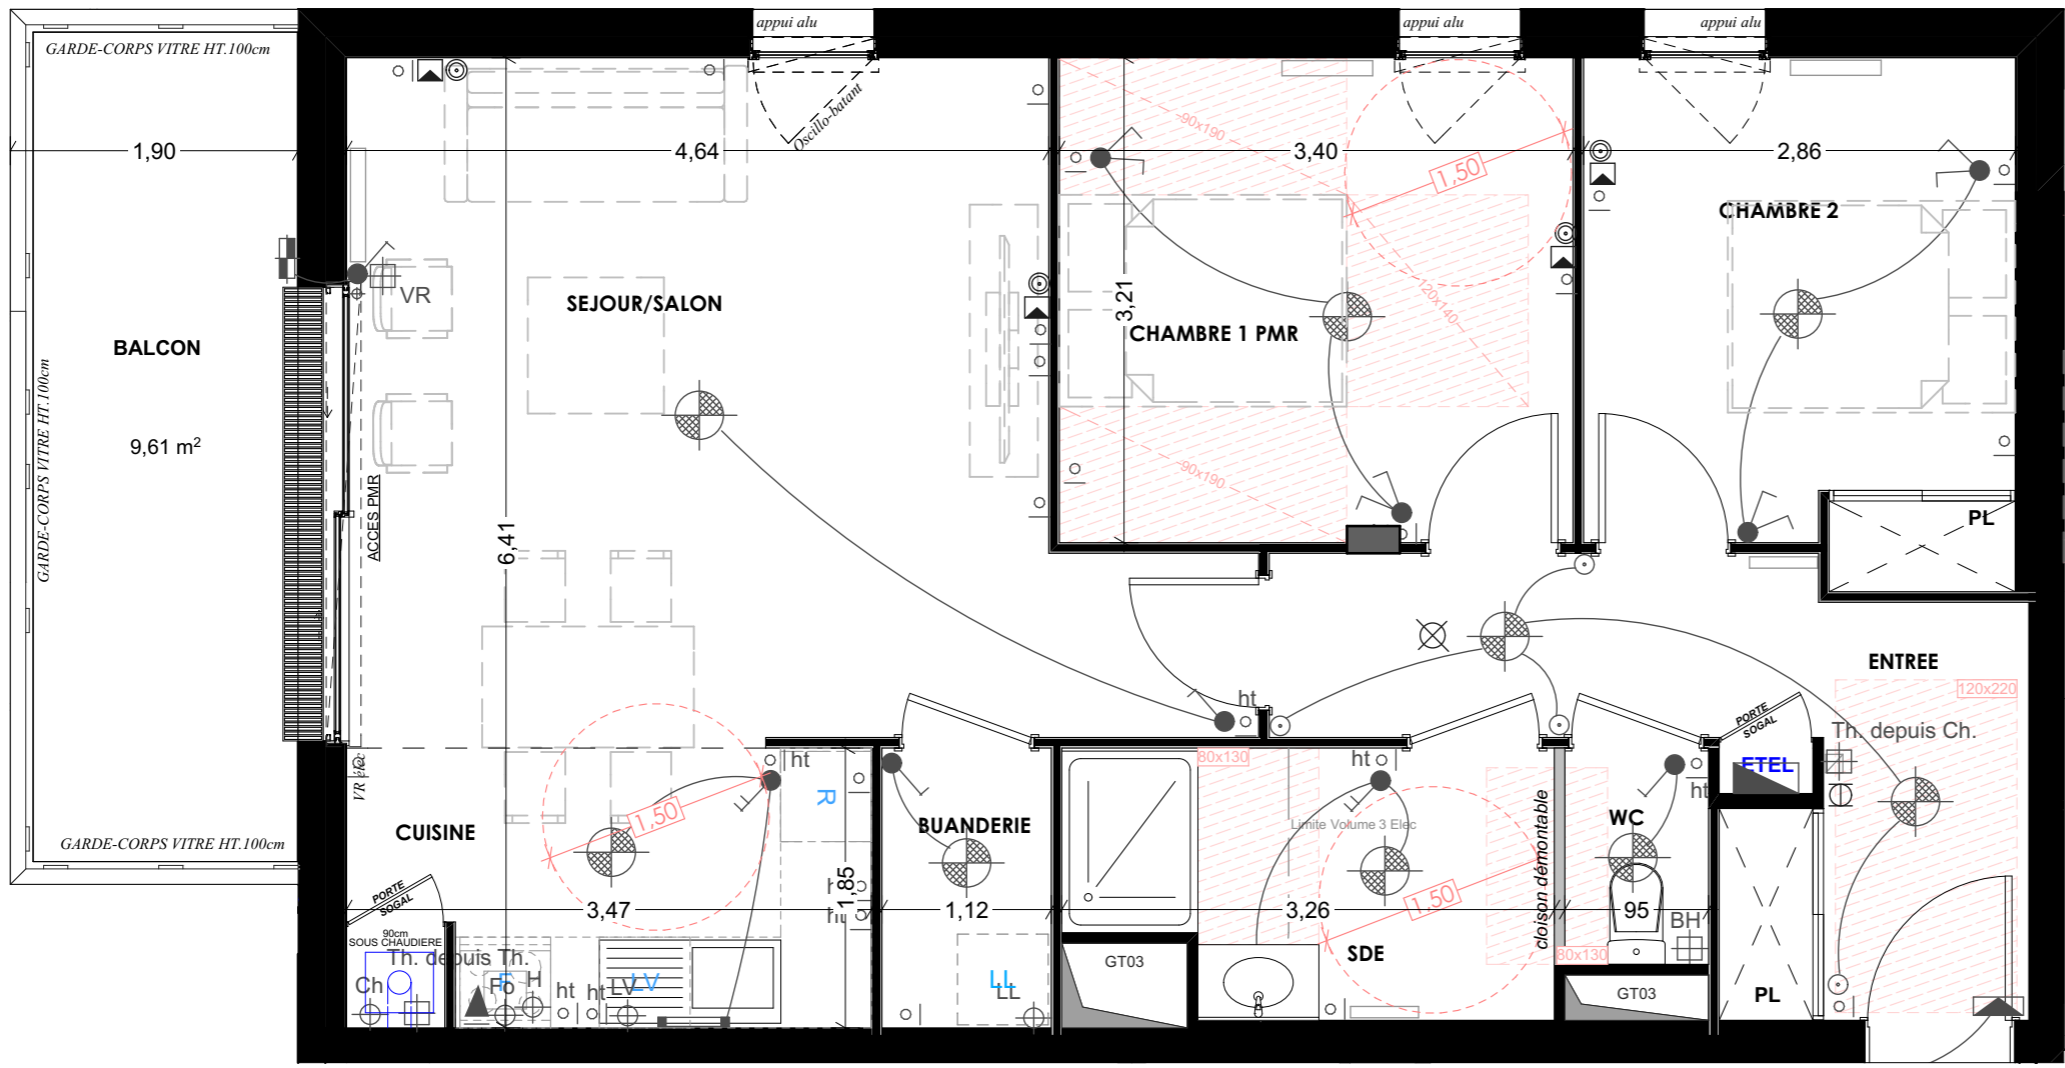 appui alu
appui alu
appui alu
GARDE-CORPS VITRE HT.100cm
Oscillo-batant
90x190
1,90
4,64
3,40
2,86
1,50
CHAMBRE 2
VR
SEJOUR/SALON
3,21
120x140
CHAMBRE 1 PMR
BALCON
9,61 m²
GARDE-CORPS VITRE HT.100cm
ACCES PMR
90x190
6,41
PL
ENTREE
120x220
ht
PORTE
SOGAL
Th. depuis Ch.
ETEL
VR élec
ht
80x130
ht
ht
R
1,50
CUISINE
BUANDERIE
Limite Volume 3 Elec
WC
cloison démontable
GARDE-CORPS VITRE HT.100cm
PORTE
SOGAL
1,85
3,47
1,12
3,26
1,50
95
BH
90cm
SOUS CHAUDIERE
Th. depuis Th.
SDE
80x130
GT03
GT03
PL
Ch
F
Fo
H
ht
ht
LV
LV
LL
LL